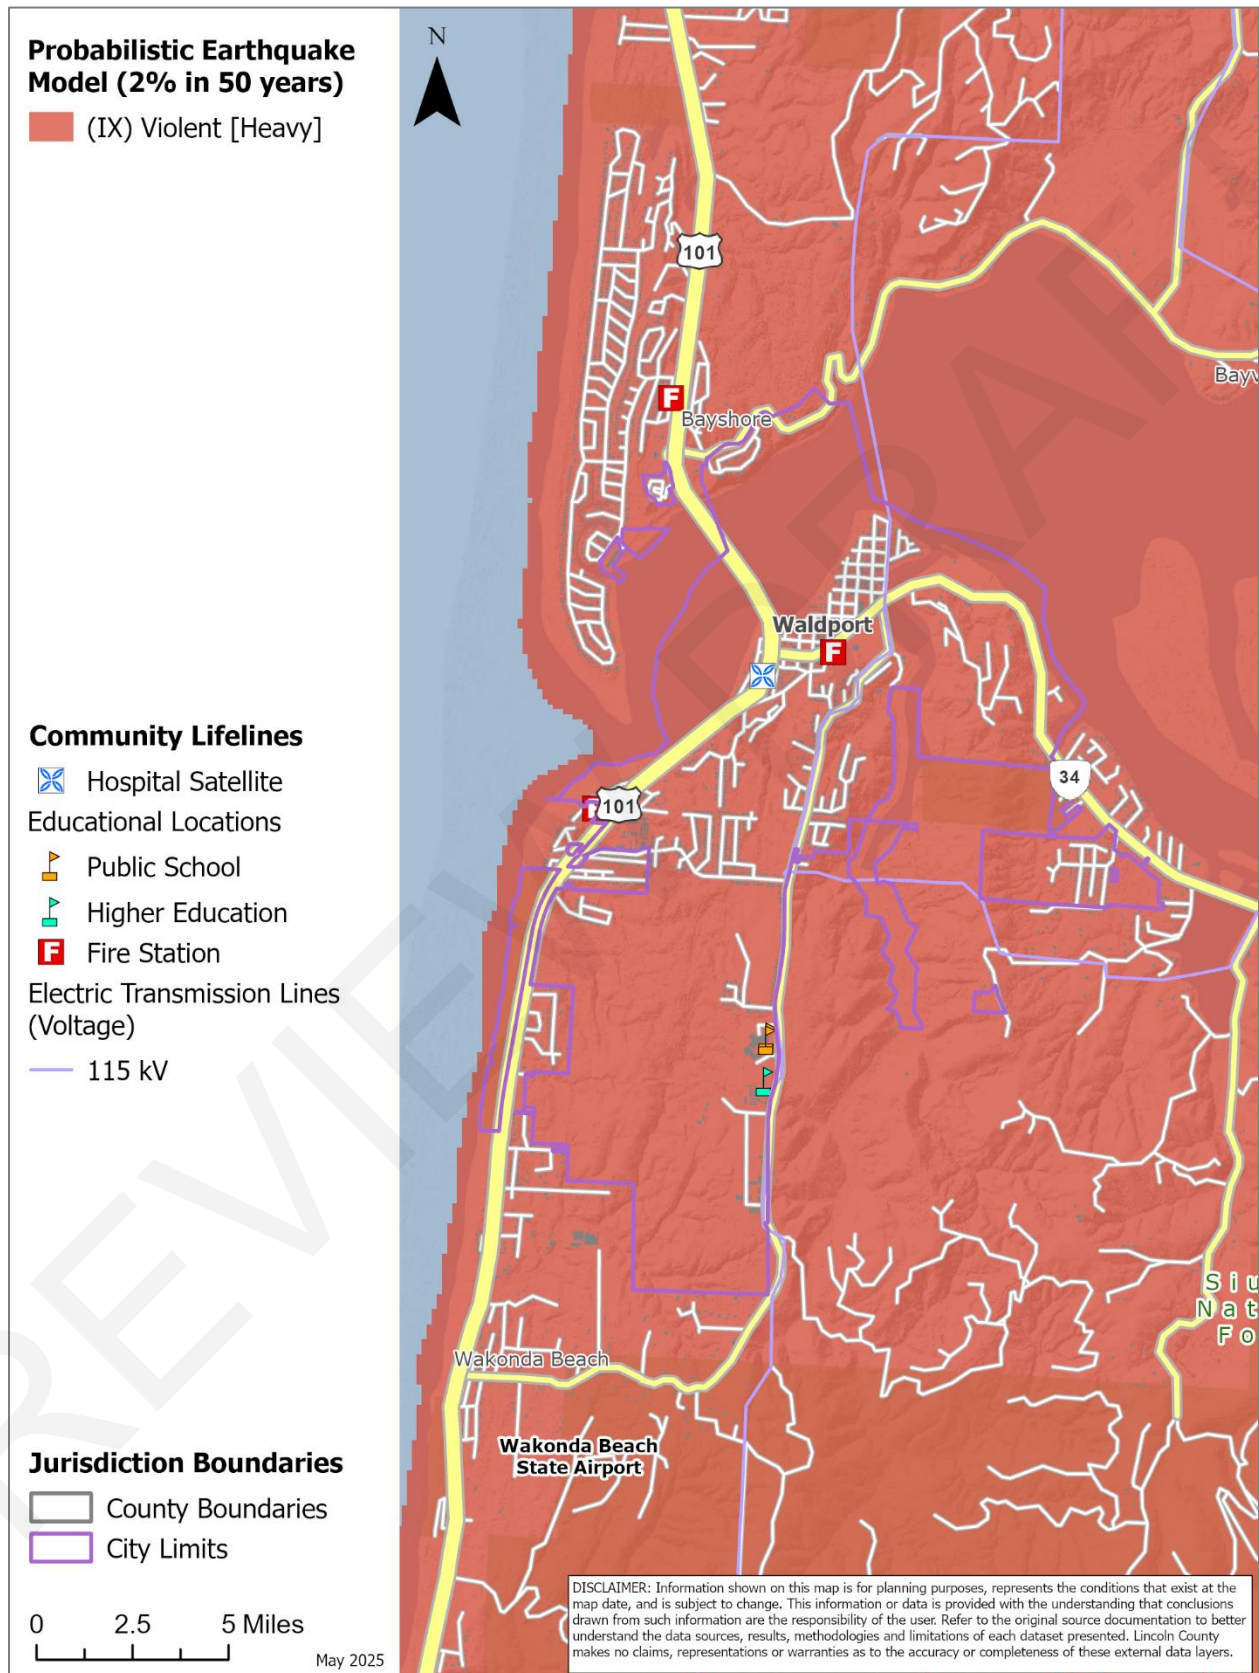 Probabilistic Earthquake
Model (2% in 50 years)
(IX) Violent [Heavy]
N
101
F
Bayshore
Bayv
Waldport
F
34
101
Community Lifelines
Hospital Satellite
Educational Locations
Public School
Higher Education
F Fire Station
Electric Transmission Lines
(Voltage)
115 kV
Siu
Nat
Fo
Wakonda Beach
Wakonda Beach
State Airport
Jurisdiction Boundaries
County Boundaries
City Limits
0 2.5 5 Miles
May 2025
DISCLAIMER: Information shown on this map is for planning purposes, represents the conditions that exist at the
map date, and is subject to change. This information or data is provided with the understanding that conclusions
drawn from such information are the responsibility of the user. Refer to the original source documentation to better
understand the data sources, results, methodologies and limitations of each dataset presented. Lincoln County
makes no claims, representations or warranties as to the accuracy or completeness of these external data layers.
REVIEW DRAFT